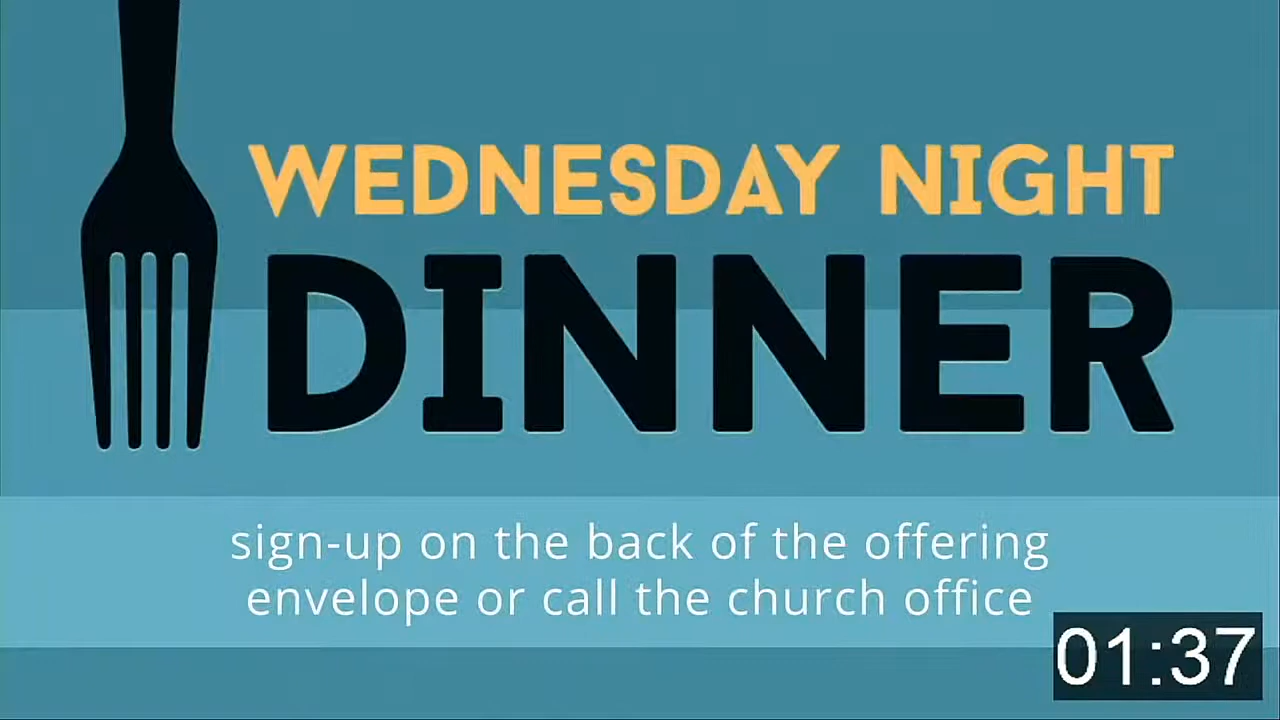 WEDNESDAY NIGHT
DINNER
sign-up on the back of the offering
envelope or call the church office
01:37